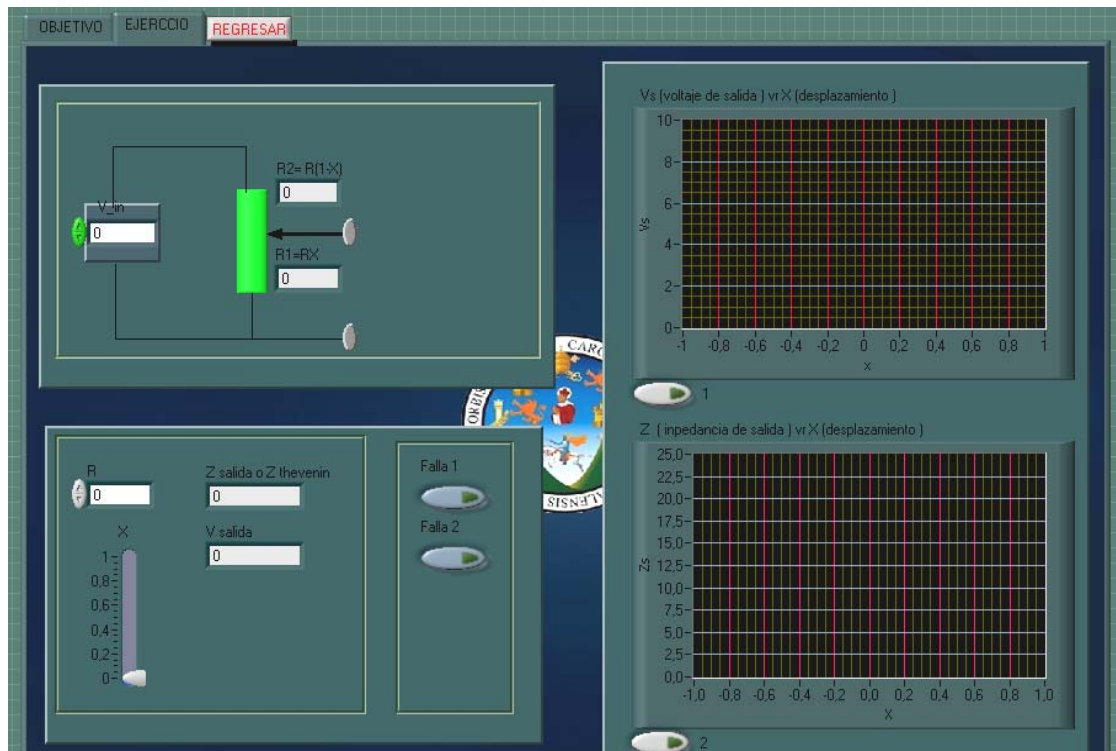 OBJETIVO
EJERCCIO
REGRESAR
V_in
0
R2= R(1-X)
0
R1=RX
0
Vs (voltaje de salida ) vr X (desplazamiento )
10
8
6
4
2
0
Vs
-1 -0,8 -0,6 -0,4 -0,2 0 0,2 0,4 0,6 0,8 1
X
1
CARO
ORBIS
ALENSIS
R
0
X
1
0,8
0,6
0,4
0,2
0
Z salida o Z thevenin
0
V salida
0
Falla 1
Falla 2
Z ( inpedancia de salida ) vr X (desplazamiento )
25,0
22,5
20,0
17,5
15,0
12,5
10,0
7,5
5,0
2,5
0,0
Zs
-1,0 -0,8 -0,6 -0,4 -0,2 0,0 0,2 0,4 0,6 0,8 1,0
X
2